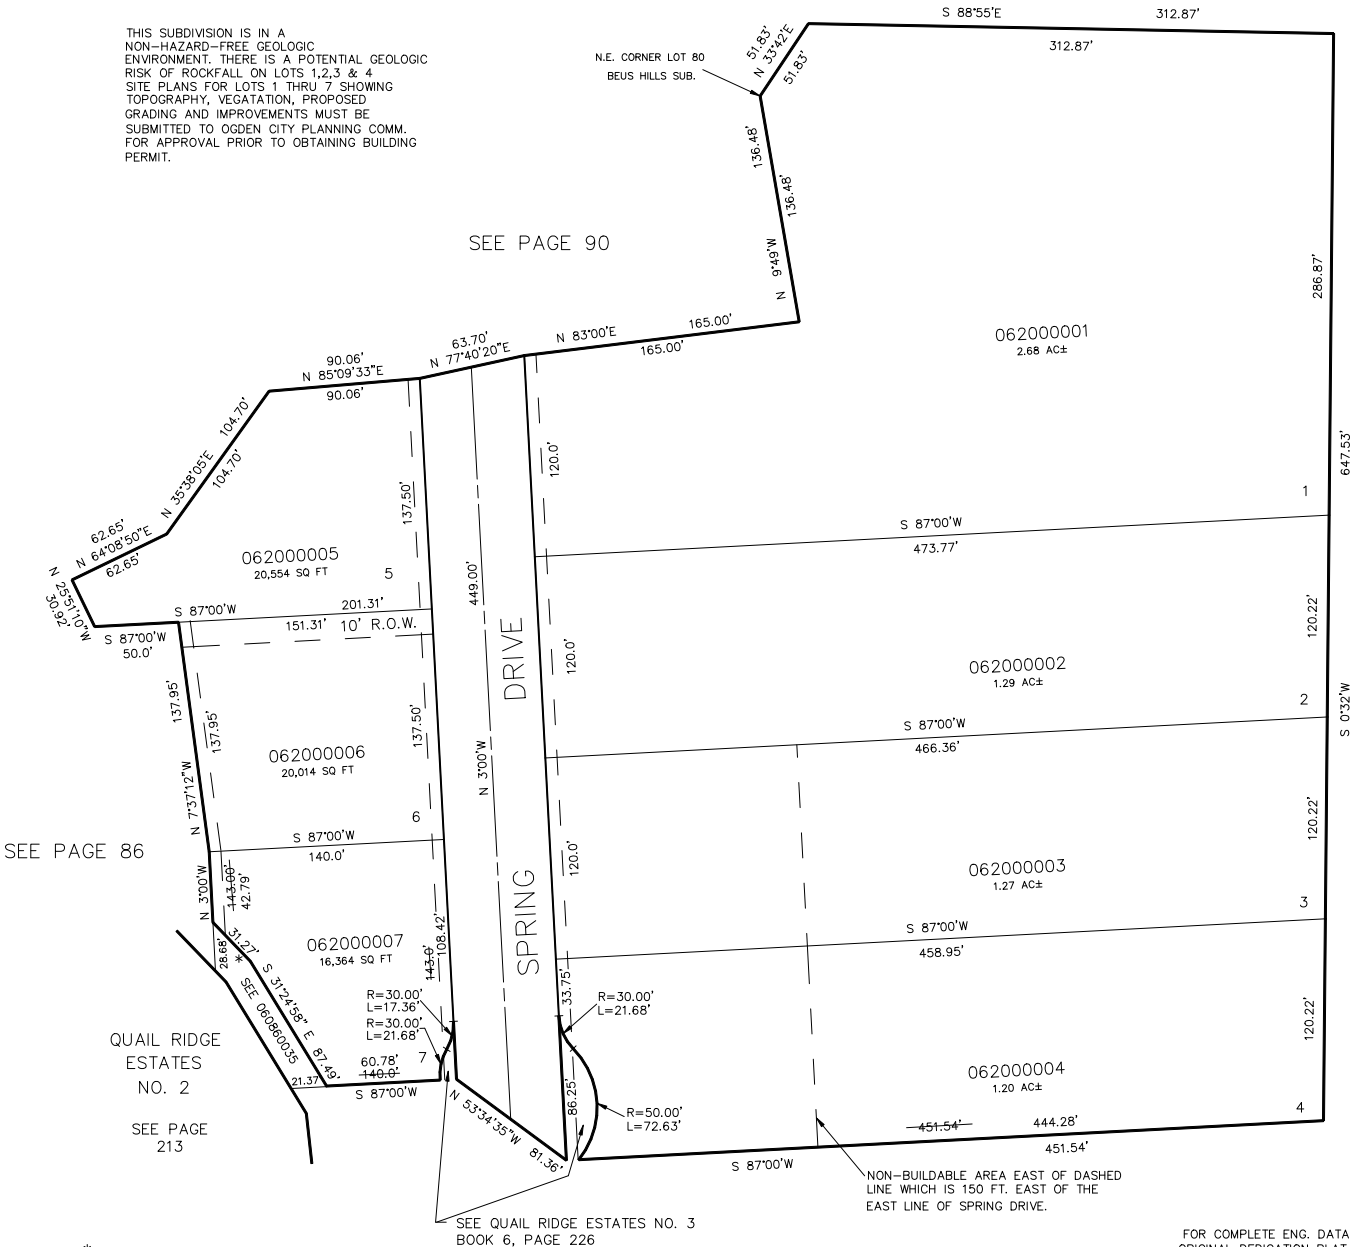 THIS SUBDIVISION IS IN A
NON-HAZARD-FREE GEOLOGIC
ENVIRONMENT. THERE IS A POTENTIAL GEOLOGIC
RISK OF ROCKFALL ON LOTS 1,2,3 & 4
SITE PLANS FOR LOTS 1 THRU 7 SHOWING
TOPOGRAPHY, VEGATATION, PROPOSED
GRADING AND IMPROVEMENTS MUST BE
SUBMITTED TO OGDEN CITY PLANNING COMM.
FOR APPROVAL PRIOR TO OBTAINING BUILDING
PERMIT.
S 88°55'E
312.87'
312.87'
51.83'
N 33°42'E
51.83'
N.E. CORNER LOT 80
BEUS HILLS SUB.
136.48'
136.48'
N 9°49'W
SEE PAGE 90
286.87'
062000001
2.68 AC±
N 83°00'E
165.00'
165.00'
63.70'
N 77°40'20"E
90.06'
N 85°09'33"E
90.06'
104.70'
N 35°38'05"E
104.70'
62.65'
N 64°08'50"E
62.65'
N 25°51'10"W
30.92'
062000005
20,554 SQ FT
5
137.50'
449.00'
120.0'
647.53'
1
S 87°00'W
473.77'
S 87°00'W
201.31'
151.31'
10' R.O.W.
S 87°00'W
50.0'
120.22'
DRIVE
120.0'
062000002
1.29 AC±
2
S 0°32'W
137.95'
137.95'
137.50'
N 7°37'12"W
062000006
20,014 SQ FT
6
N 3°00'W
S 87°00'W
466.36'
120.22'
S 87°00'W
140.0'
SEE PAGE 86
120.0'
062000003
1.27 AC±
3
N 3°00'W
143.00'
42.79'
SPRING
S 87°00'W
458.95'
062000007
16,364 SQ FT
108.42'
143.0'
31.27'
28.68'
*
SEE 060860035
S 31°24'58" E
87.49'
R=30.00'
L=17.36'
R=30.00'
L=21.68'
33.75'
R=30.00'
L=21.68'
120.22'
QUAIL RIDGE
ESTATES
NO. 2
SEE PAGE
213
60.78'
140.0'
7
21.37'
S 87°00'W
N 53°34'35"W
81.36'
86.25'
R=50.00'
L=72.63'
062000004
1.20 AC±
4
451.54'
444.28'
451.54'
S 87°00'W
NON-BUILDABLE AREA EAST OF DASHED
LINE WHICH IS 150 FT. EAST OF THE
EAST LINE OF SPRING DRIVE.
SEE QUAIL RIDGE ESTATES NO. 3
BOOK 6, PAGE 226
FOR COMPLETE ENG. DATA
ORIGINAL DEDICATION PLAT